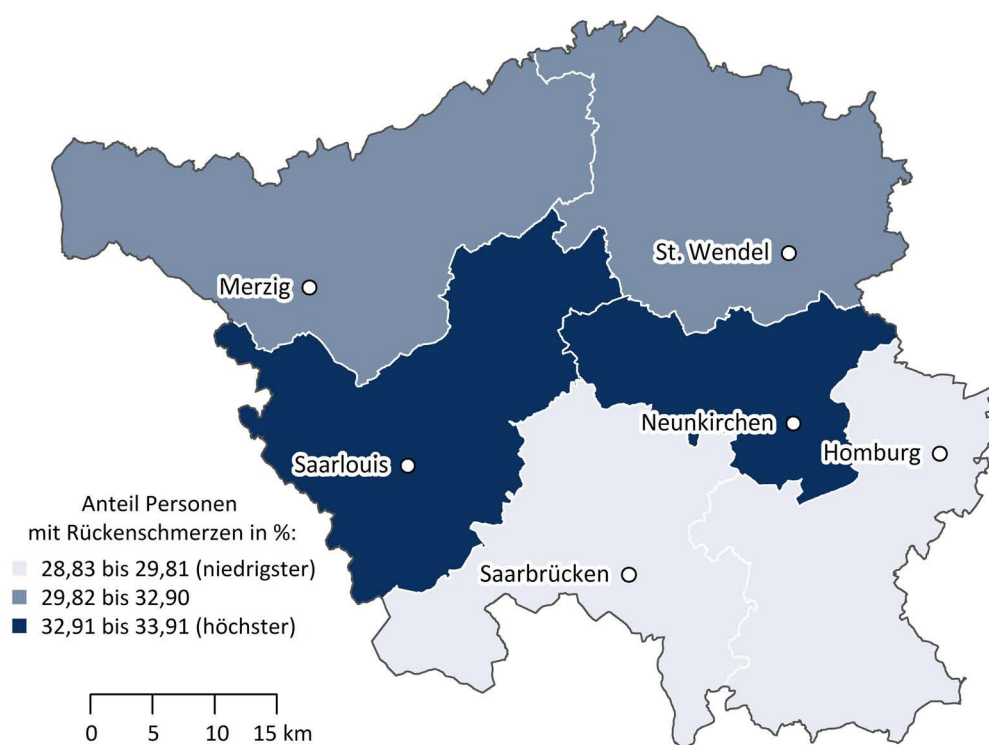 St. Wendel
Merzig
Neunkirchen
Homburg
Saarlouis
Saarbrücken
Anteil Personen
mit Rückenschmerzen in %:
28,83 bis 29,81 (niedrigster)
29,82 bis 32,90
32,91 bis 33,91 (höchster)
0 5 10 15 km